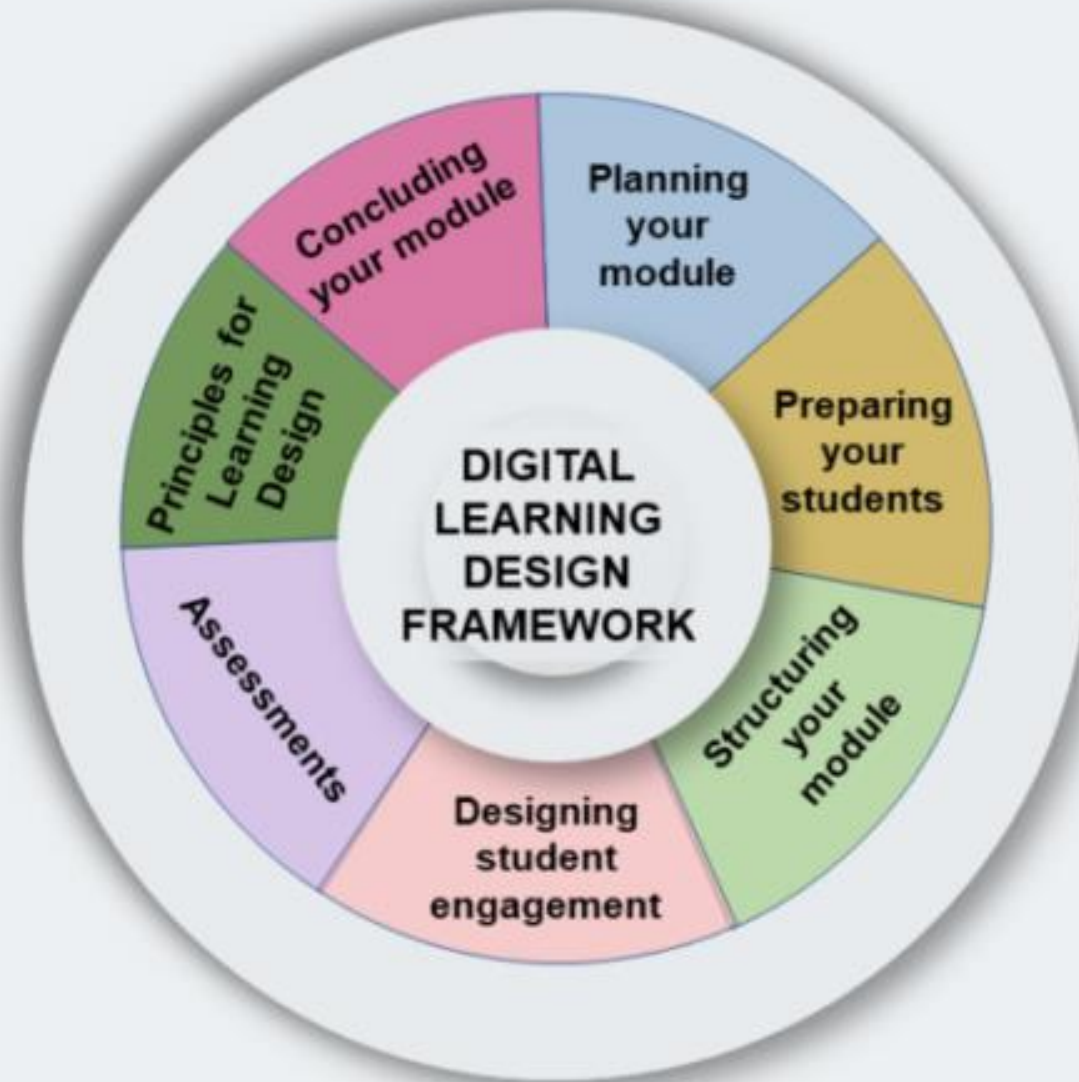 DIGITAL
LEARNING
DESIGN
FRAMEWORK
Planning
your
module
Preparing
your
students
Structuring
your
module
Designing
student
engagement
Assessments
Principles for
Learning
Design
Concluding
your module